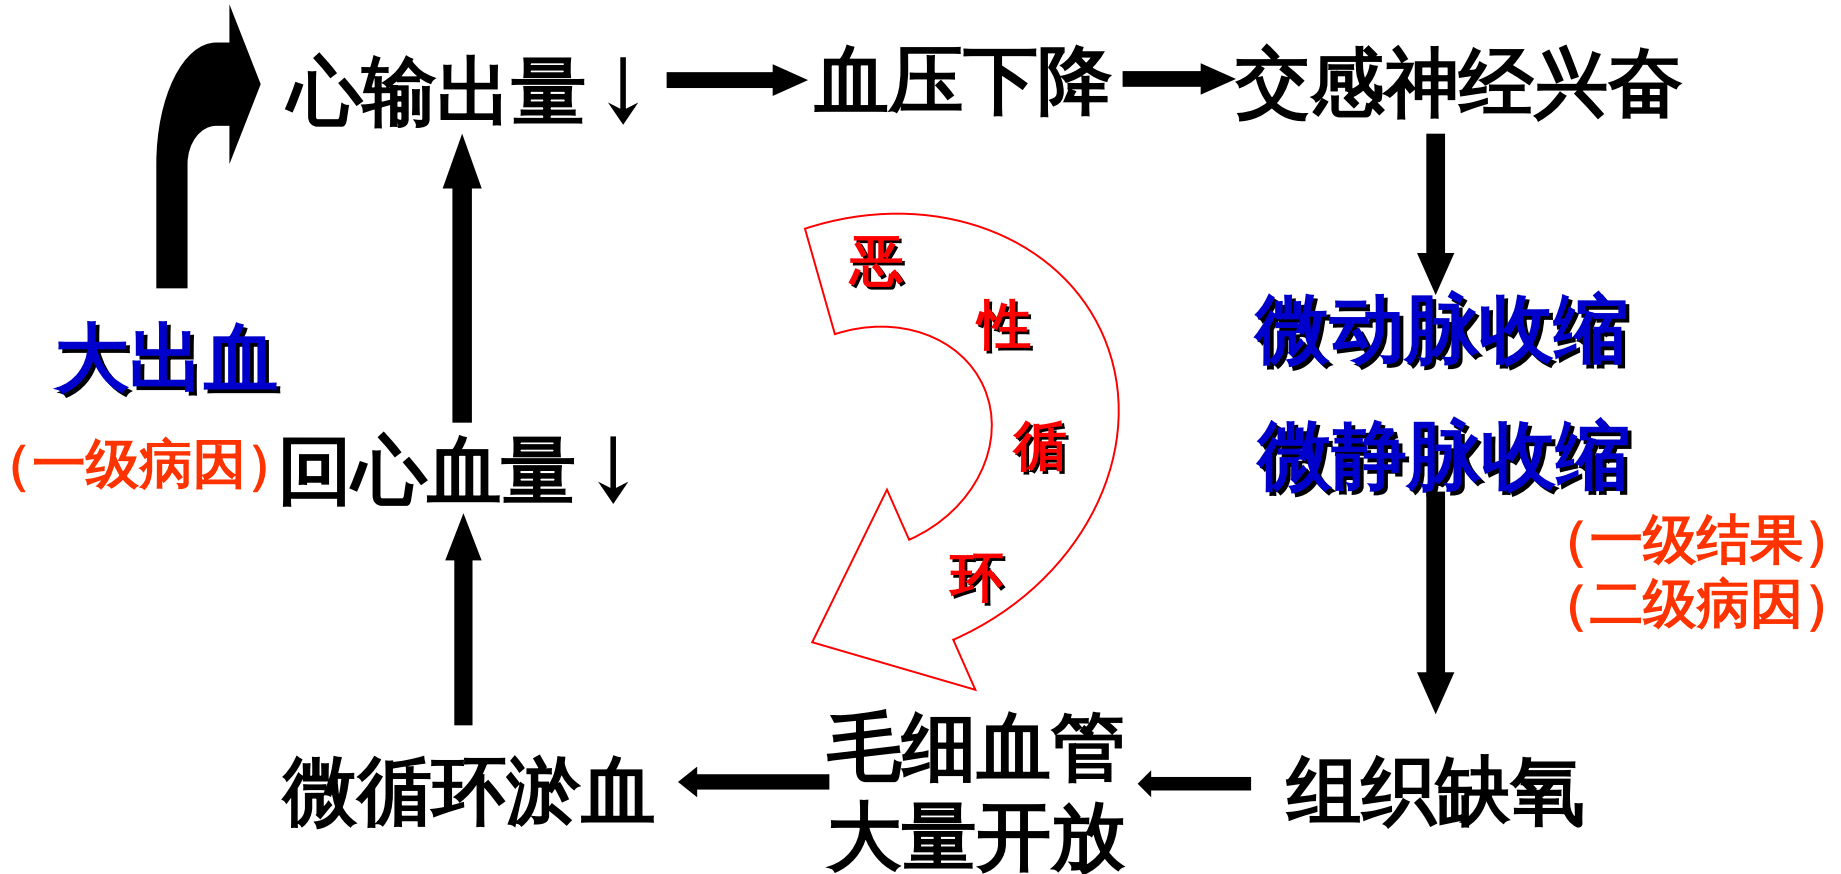 心输出量↓
血压下降
交感神经兴奋
恶
性
循
环
大出血
（一级病因）
微动脉收缩
微静脉收缩
（一级结果）
（二级病因）
回心血量↓
微循环淤血
毛细血管
大量开放
组织缺氧